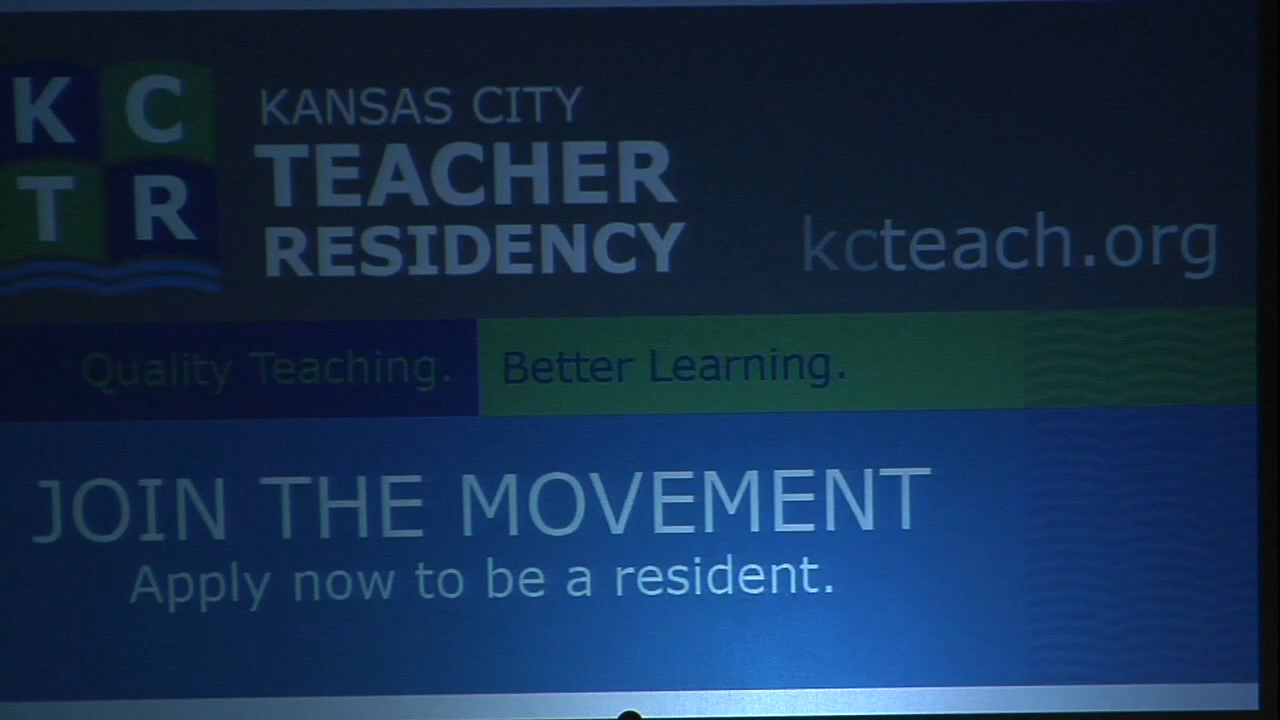 K C
T R
KANSAS CITY
TEACHER
RESIDENCY
kcteach.org
Quality Teaching. Better Learning.
JOIN THE MOVEMENT
Apply now to be a resident.